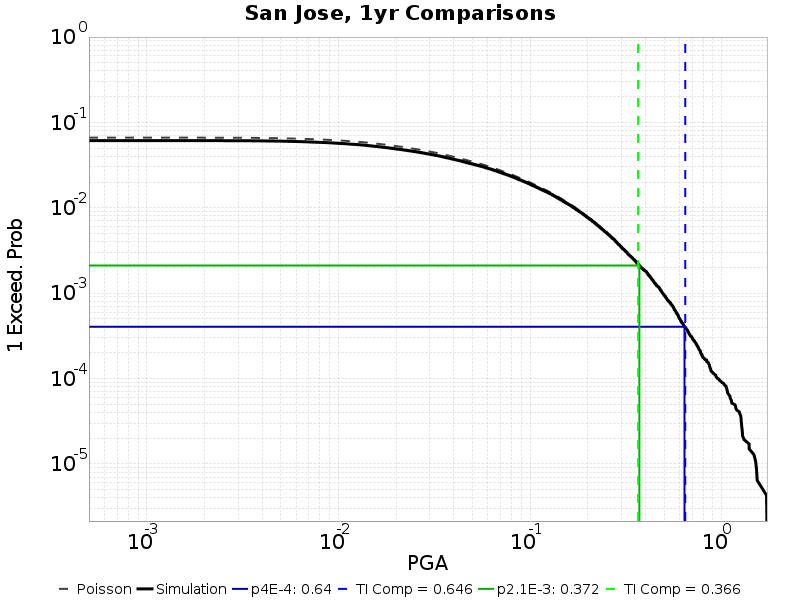 San Jose, 1yr Comparisons
10^0
10^-1
10^-2
10^-3
10^-4
10^-5
1 Exceed. Prob
10^-3 10^-2 10^-1 10^0
PGA
Poisson Simulation p4E-4: 0.64 TI Comp = 0.646 p2.1E-3: 0.372 TI Comp = 0.366